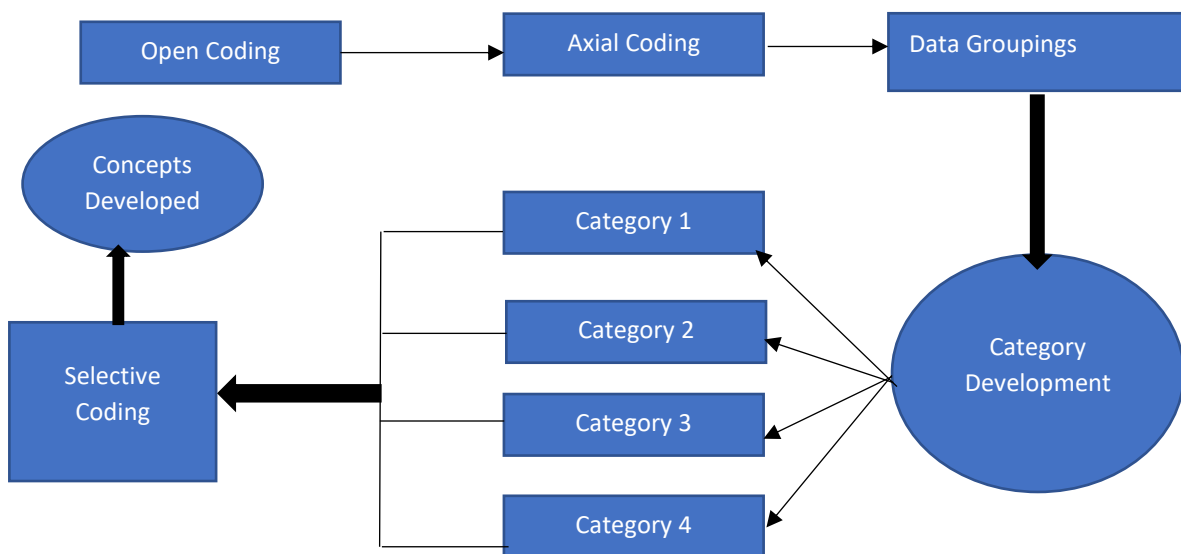 Open Coding
Axial Coding
Data Groupings
Concepts
Developed
Category 1
Category 2
Category 3
Category 4
Category
Development
Selective
Coding